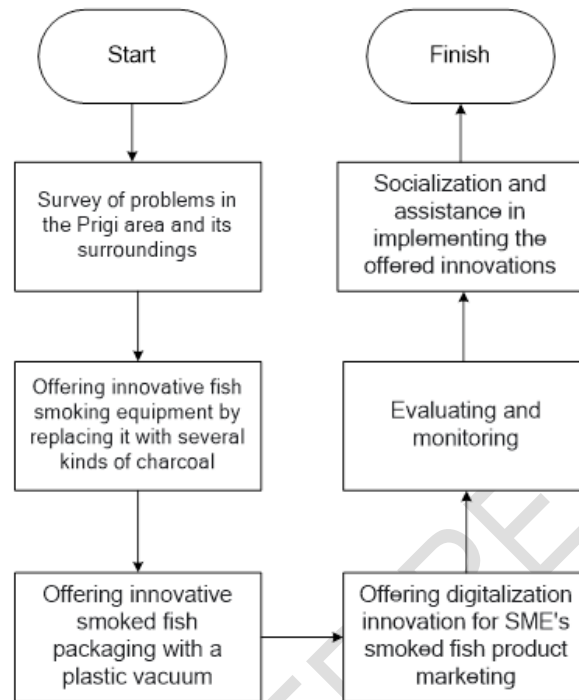 Start
Survey of problems in
the Prigi area and its
surroundings
Offering innovative fish
smoking equipment by
replacing it with several
kinds of charcoal
Offering innovative
smoked fish
packaging with a
plastic vacuum
Offering digitalization
innovation for SME's
smoked fish product
marketing
Evaluating and
monitoring
Socialization and
assistance in
implementing the
offered innovations
Finish